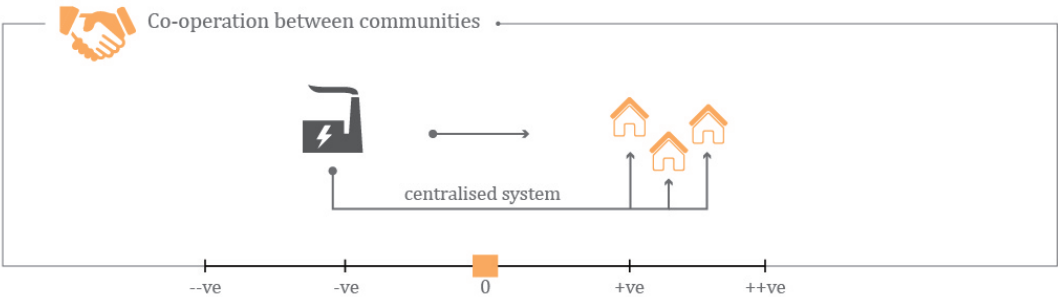 Co-operation between communities
centralised system
--ve -ve 0 +ve ++ve